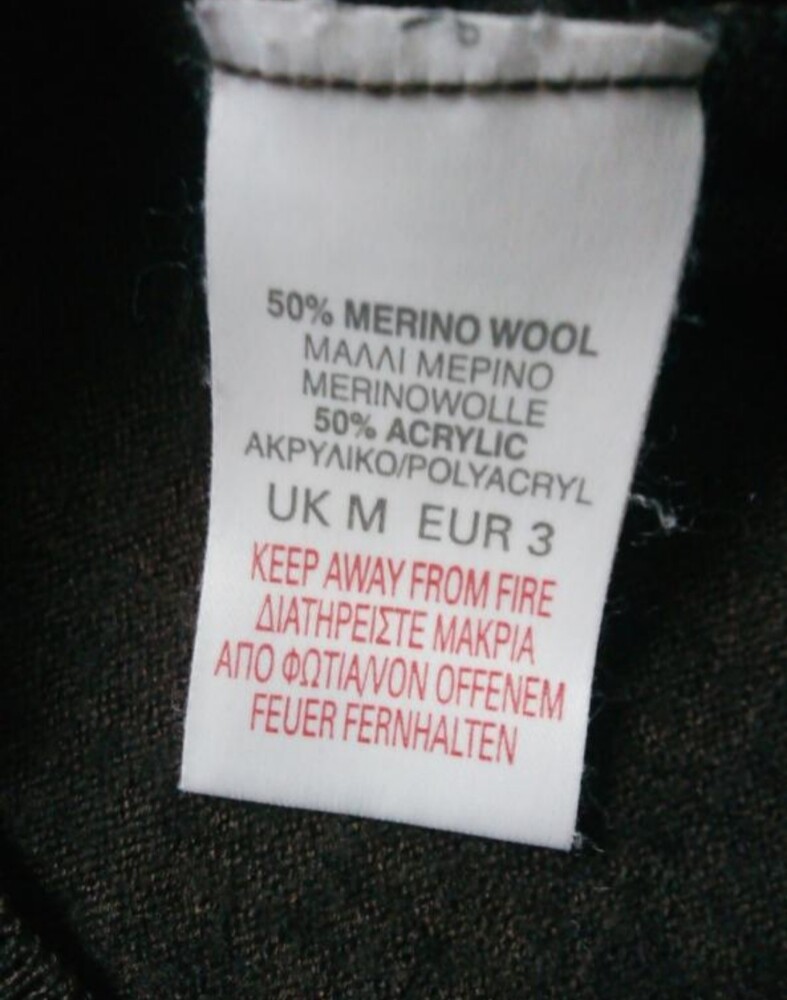 50% MERINO WOOL
ΜΑΛΛΙ ΜΕΡΙΝΟ
MERINOWOLLE
50% ACRYLIC
ΑΚΡΥΛΙΚΟ/POLYACRYL
UK M EUR 3
KEEP AWAY FROM FIRE
ΔΙΑΤΗΡΕΙΣΤΕ ΜΑΚΡΙΑ
ΑΠΟ ΦΩΤΙΑ/VON OFFENEM
FEUER FERNHALTEN